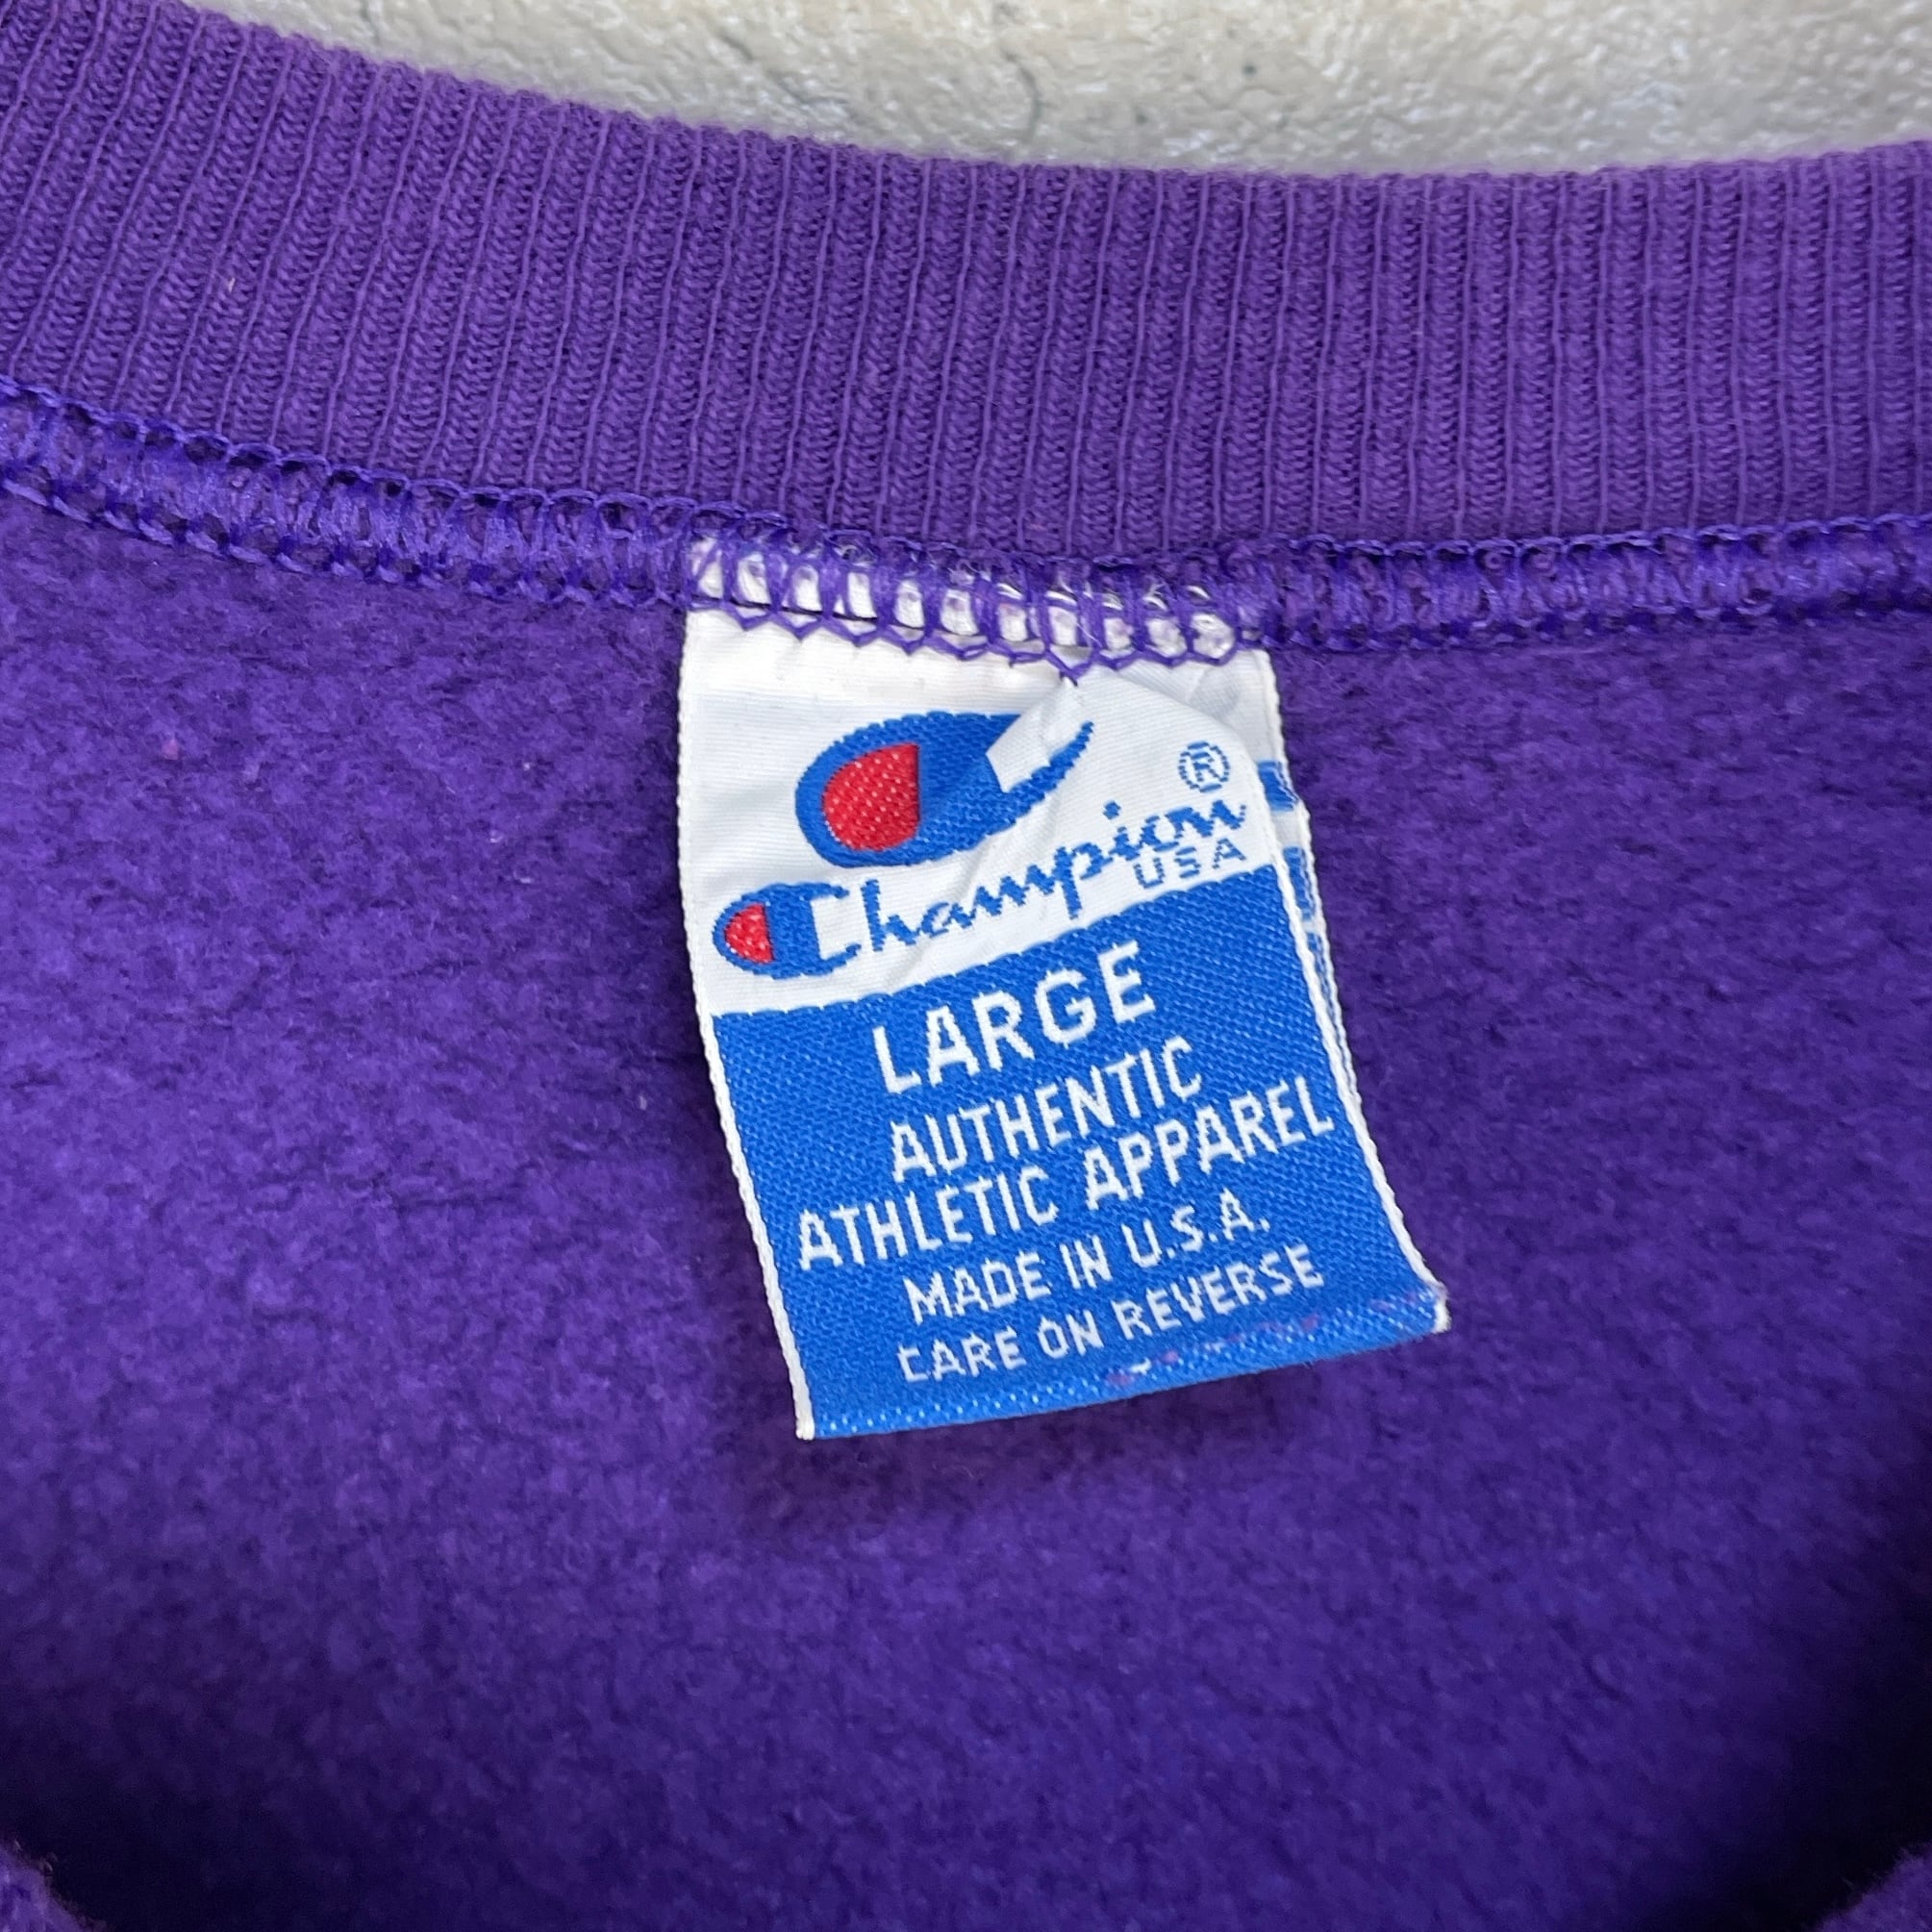 ®
Champion
USA
LARGE
AUTHENTIC
ATHLETIC APPAREL
MADE IN U.S.A.
CARE ON REVERSE